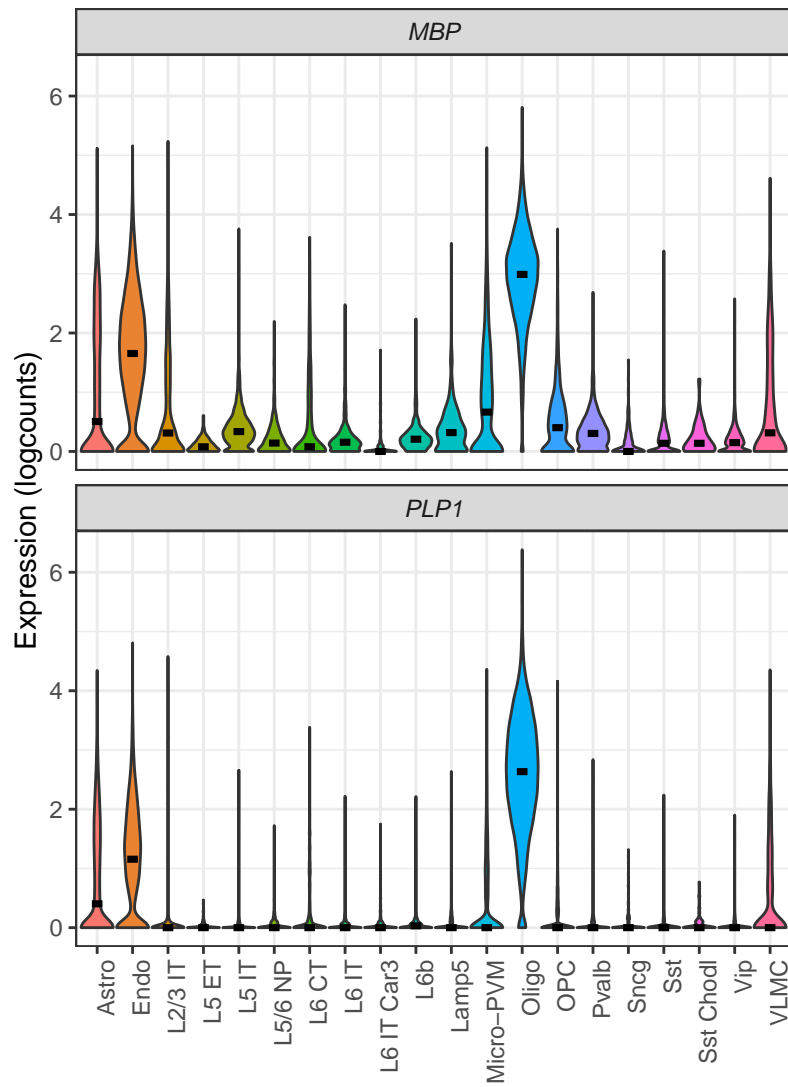 MBP
6
4
2
0
PLP1
6
4
2
0
Expression (logcounts)
Astro
Endo
L2/3 IT
L5 ET
L5 IT
L5/6 NP
L6 CT
L6 IT
L6 IT Car3
L6b
Lamp5
Micro−PVM
Oligo
OPC
Pvalb
Sncg
Sst
Sst Chodl
Vip
VLMC